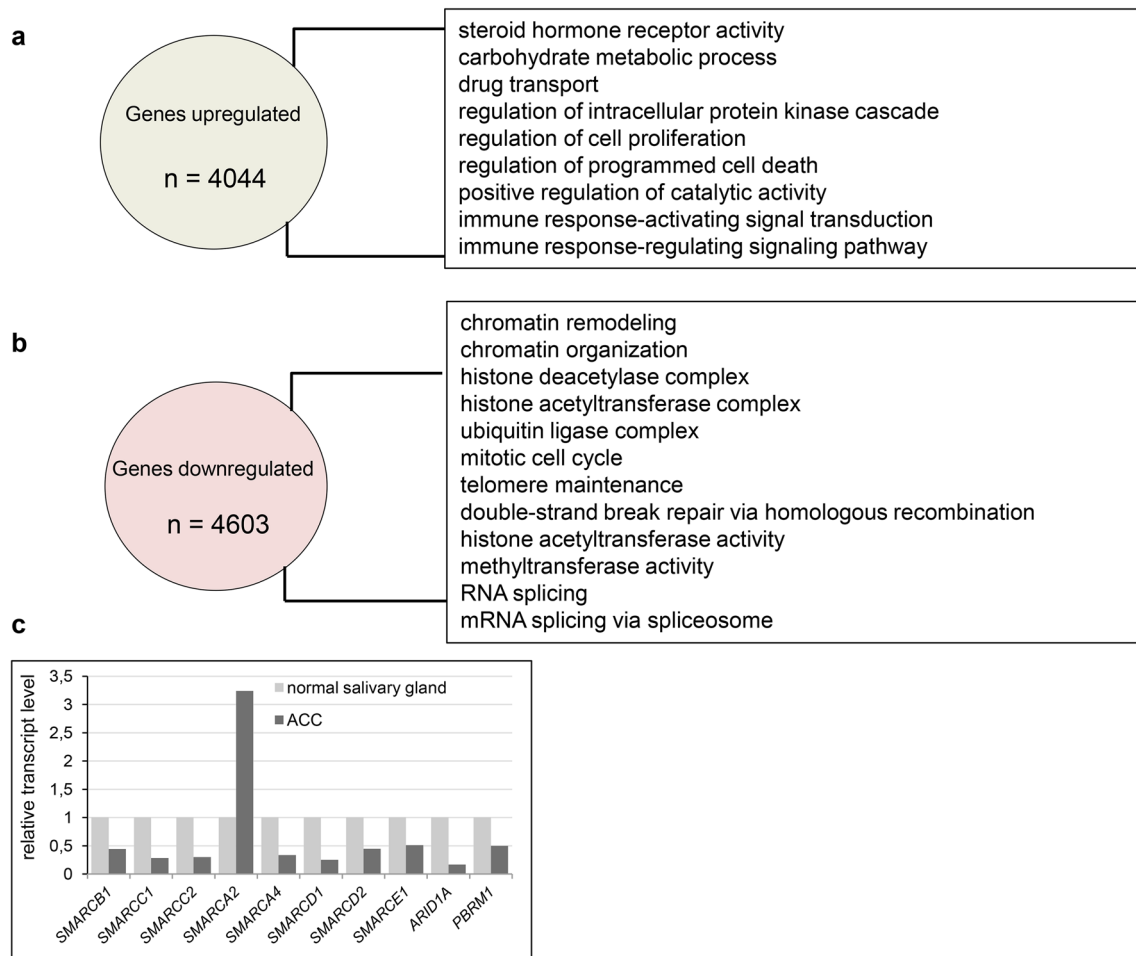 a
Genes upregulated
n = 4044
steroid hormone receptor activity
carbohydrate metabolic process
drug transport
regulation of intracellular protein kinase cascade
regulation of cell proliferation
regulation of programmed cell death
positive regulation of catalytic activity
immune response-activating signal transduction
immune response-regulating signaling pathway
b
Genes downregulated
n = 4603
chromatin remodeling
chromatin organization
histone deacetylase complex
histone acetyltransferase complex
ubiquitin ligase complex
mitotic cell cycle
telomere maintenance
double-strand break repair via homologous recombination
histone acetyltransferase activity
methyltransferase activity
RNA splicing
mRNA splicing via spliceosome
c
relative transcript level
3,5
3
2,5
2
1,5
1
0,5
0
normal salivary gland
ACC
SMARCB1
SMARCC1
SMARCC2
SMARCA2
SMARCA4
SMARCD1
SMARCD2
SMARCE1
ARID1A
PBRM1